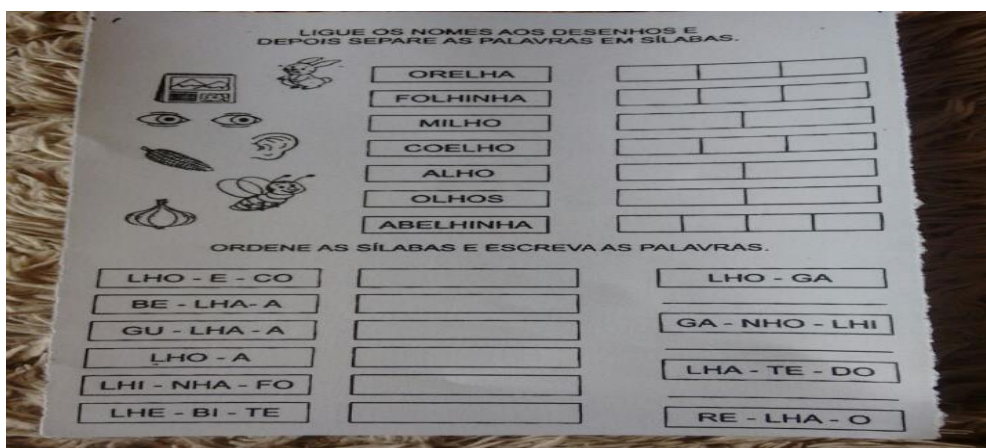 LIGUE OS NOMES AOS DESENHOS E
DEPOIS SEPARE AS PALAVRAS EM SÍLABAS.
ORELHA
FOLHINHA
MILHO
COELHO
ALHO
OLHOS
ABELHINHA
ORDENE AS SÍLABAS E ESCREVA AS PALAVRAS.
LHO - E - CO
BE - LHA- A
GU - LHA - A
LHO - A
LHI - NHA - FO
LHE - BI - TE
LHO - GA
GA - NHO - LHI
LHA - TE - DO
RE - LHA - O